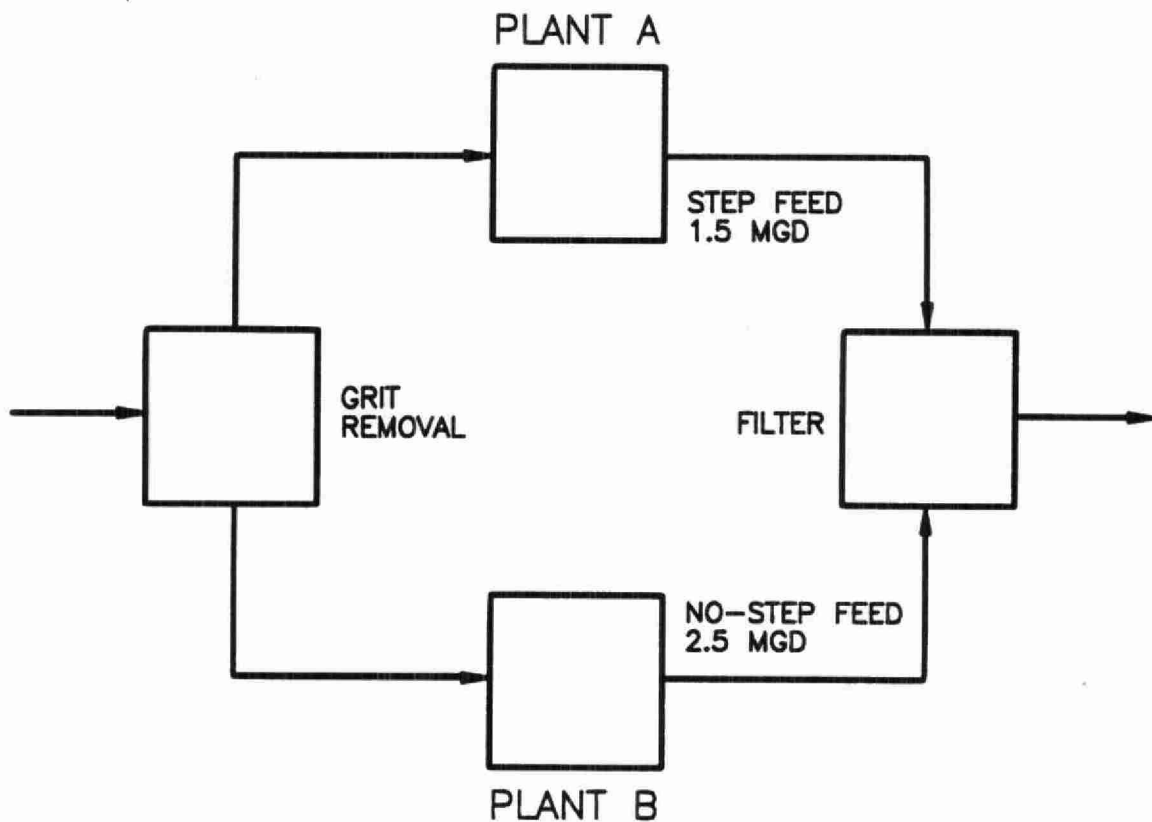 PLANT A
STEP FEED
1.5 MGD
GRIT
REMOVAL
FILTER
NO-STEP FEED
2.5 MGD
PLANT B